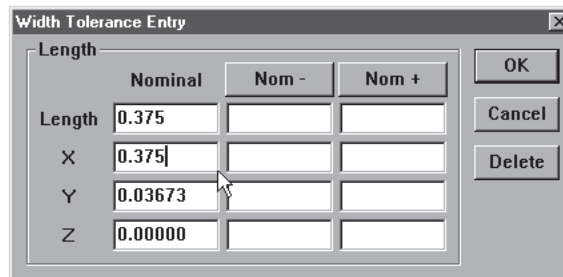 Width Tolerance Entry
Length
Nominal Nom - Nom +
Length 0.375
X 0.375
Y 0.03673
Z 0.00000
OK
Cancel
Delete